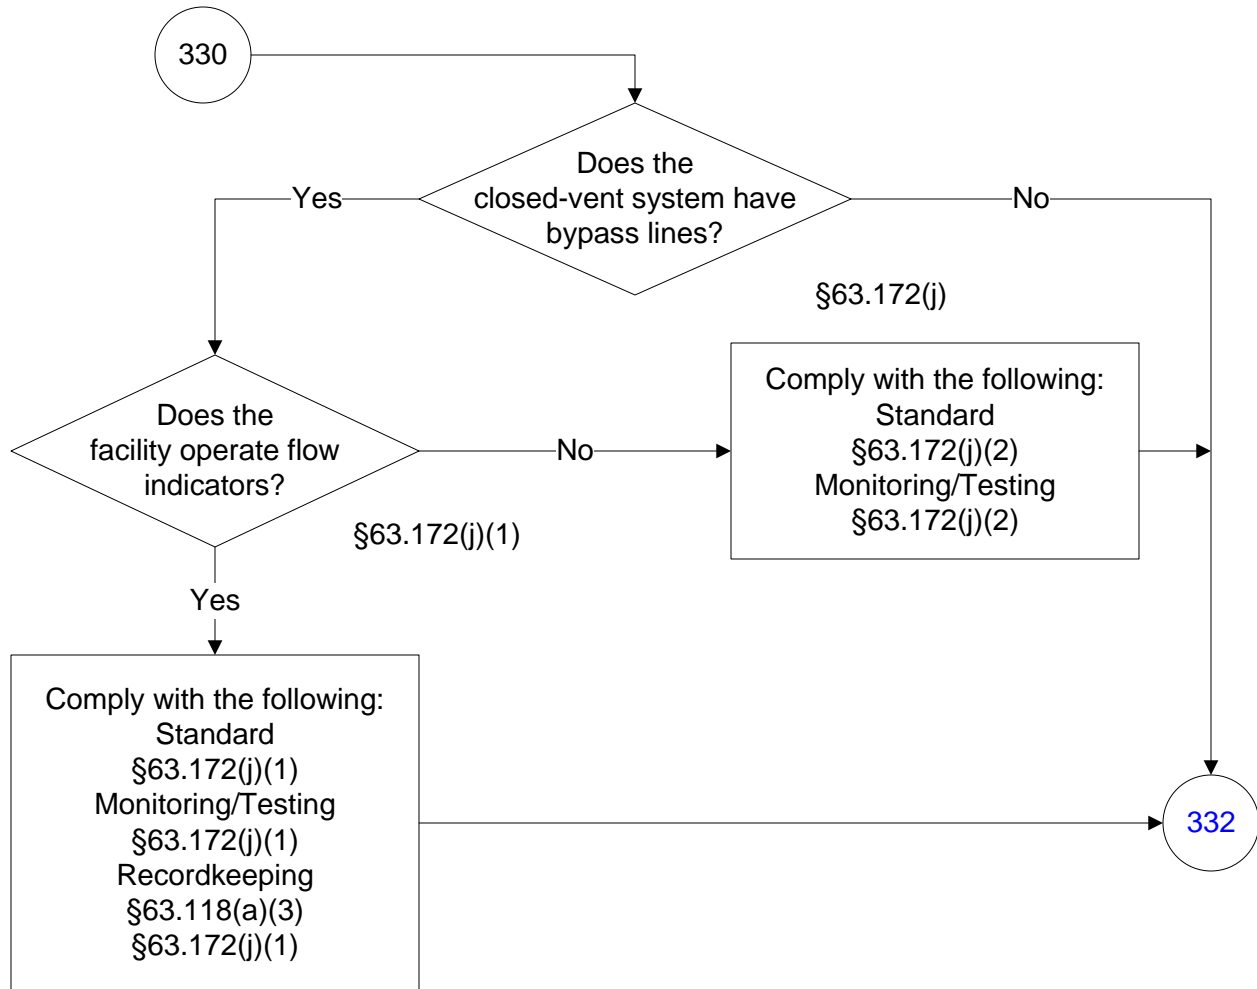 330
Does the
closed-vent system have
bypass lines?
Yes
No
§63.172(j)
Does the
facility operate flow
indicators?
No
§63.172(j)(1)
Yes
Comply with the following:
Standard
§63.172(j)(2)
Monitoring/Testing
§63.172(j)(2)
Comply with the following:
Standard
§63.172(j)(1)
Monitoring/Testing
§63.172(j)(1)
Recordkeeping
§63.118(a)(3)
§63.172(j)(1)
332